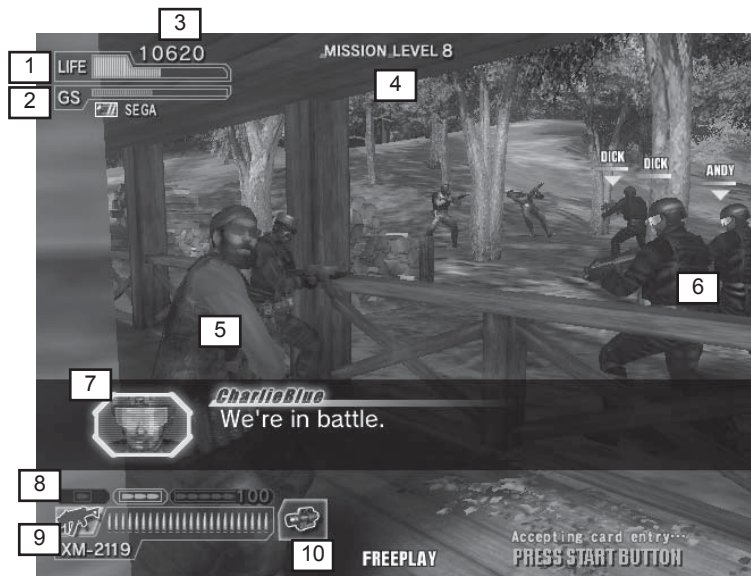 3
10620
MISSION LEVEL 8
1
LIFE
4
2
GS
SEGA
DICK
DICK
ANDY
6
5
7
CharlieBlue
We're in battle.
8
100
9
XM-2119
10
FREEPLAY
Accepting card entry...
PRESS START BUTTON